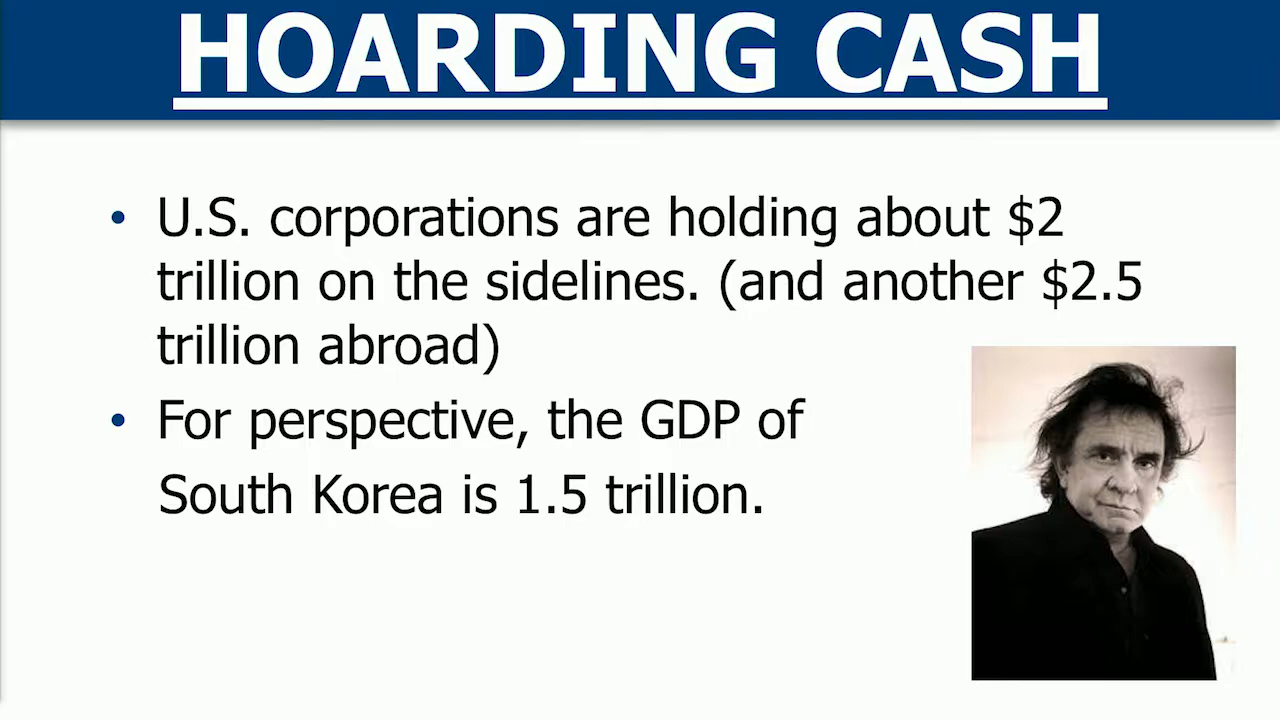 HOARDING CASH
• U.S. corporations are holding about $2
trillion on the sidelines. (and another $2.5
trillion abroad)
• For perspective, the GDP of
South Korea is 1.5 trillion.